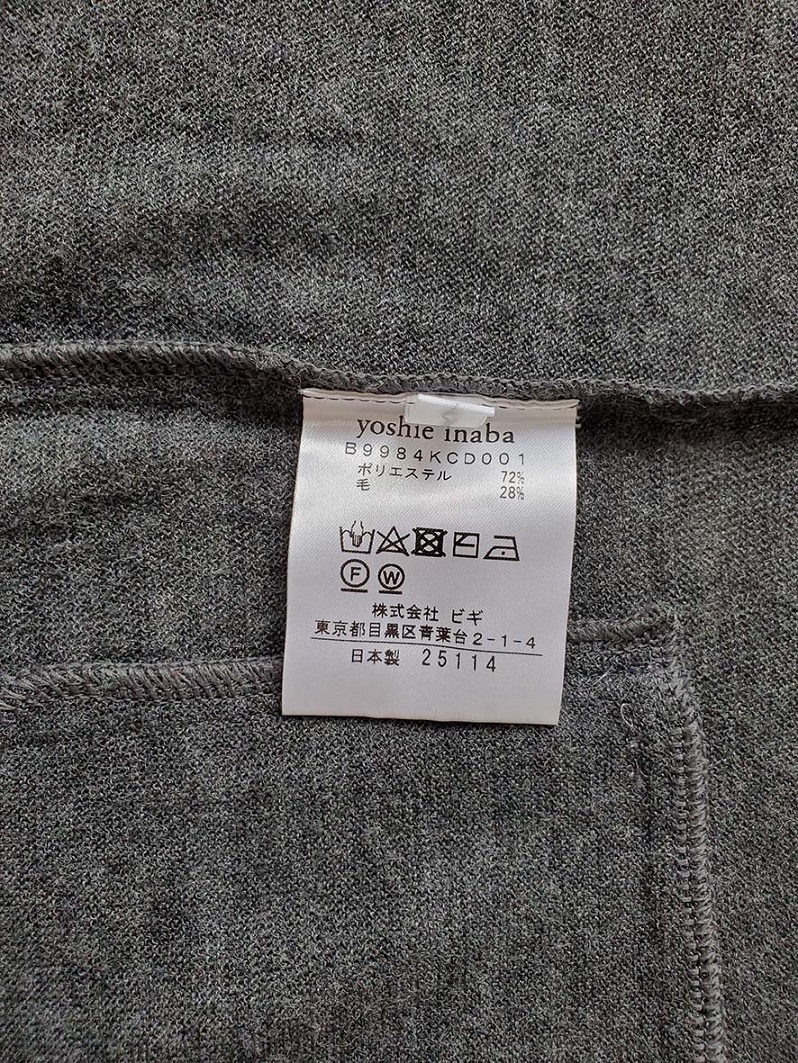 yoshie inaba
B9984KCD001
ポリエステル 72%
毛 28%
F W
株式会社 ビギ
東京都目黒区青葉台2-1-4
日本製 25114